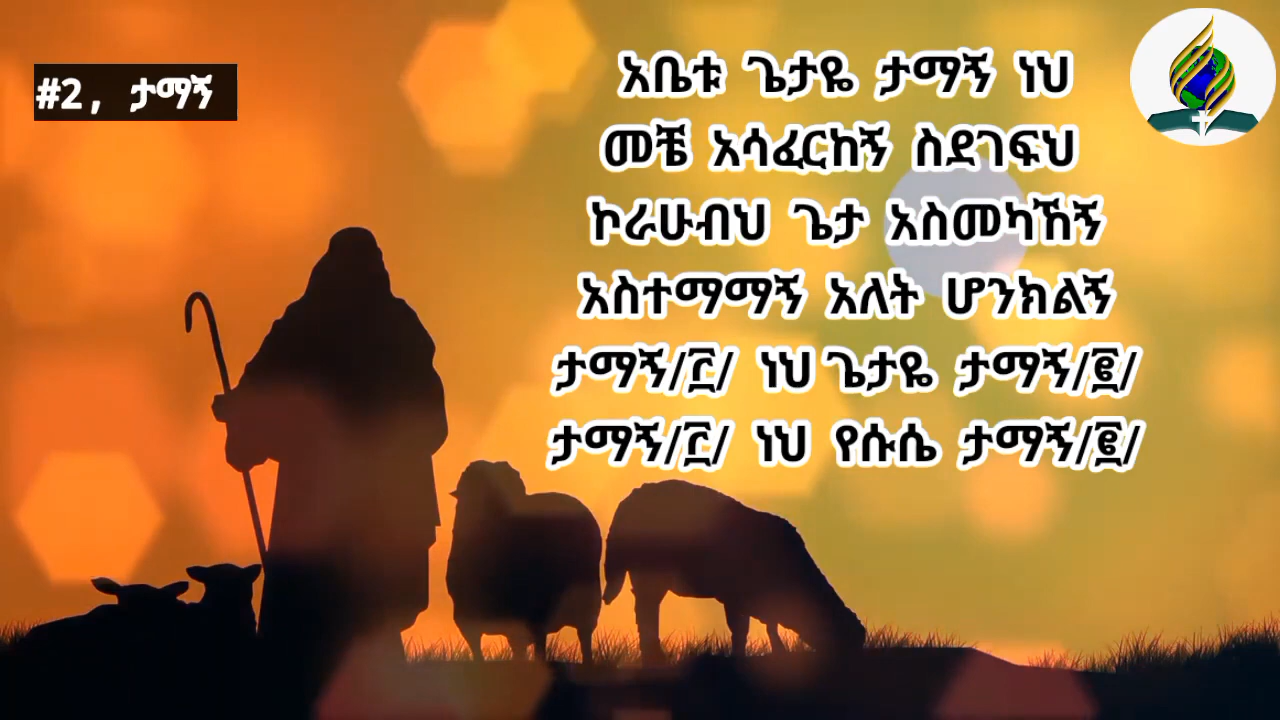 #2, ታማኝ
አቤቱ ጌታዬ ታማኝ ነህ
መቼ አሳፈርከኝ ስደገፍህ
ኮራሁብህ ጌታ አስመካኸኝ
አስተማማኝ አለት ሆንክልኝ
ታማኝ/፫/ ነህ ጌታዬ ታማኝ/፪/
ታማኝ/፫/ ነህ የሱሴ ታማኝ/፪/